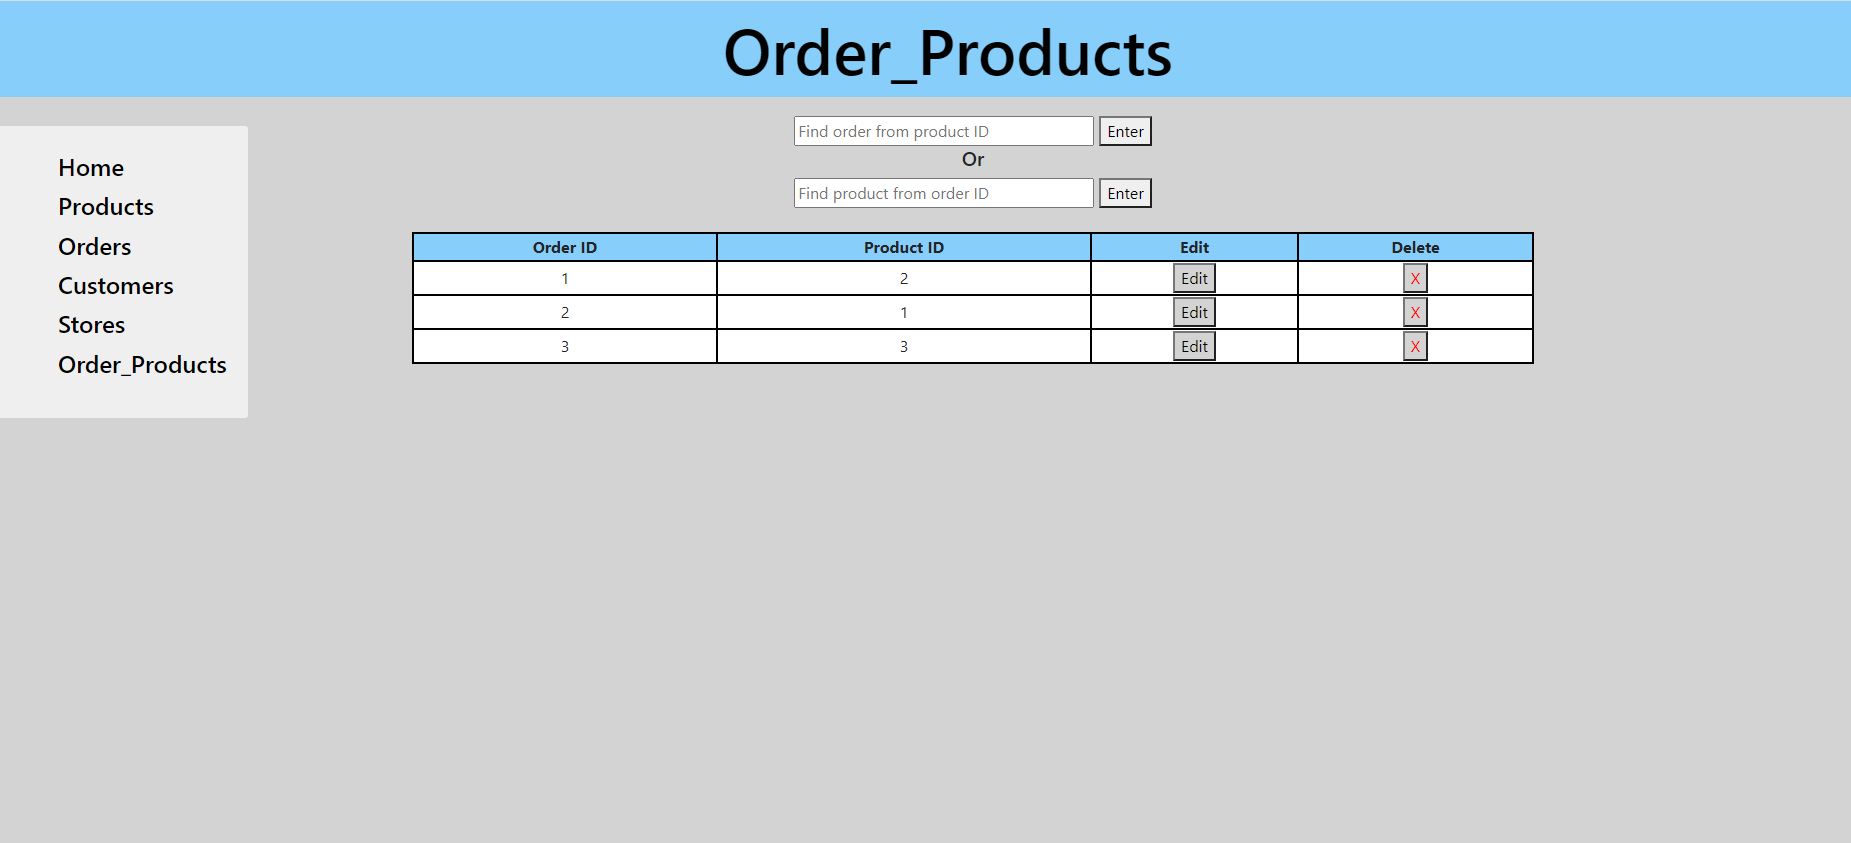 Order_Products
Home
Products
Orders
Customers
Stores
Order_Products
Find order from product ID Enter
Or
Find product from order ID Enter
Order ID Product ID Edit Delete
1 2 Edit X
2 1 Edit X
3 3 Edit X